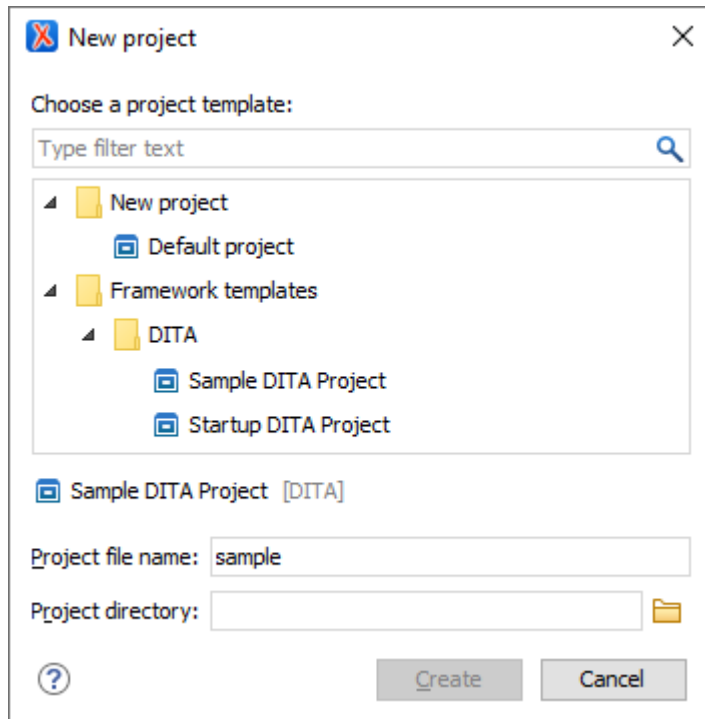 New project
Choose a project template:
Type filter text
New project
Default project
Framework templates
DITA
Sample DITA Project
Startup DITA Project
Sample DITA Project [DITA]
Project file name: sample
Project directory:
? Create Cancel